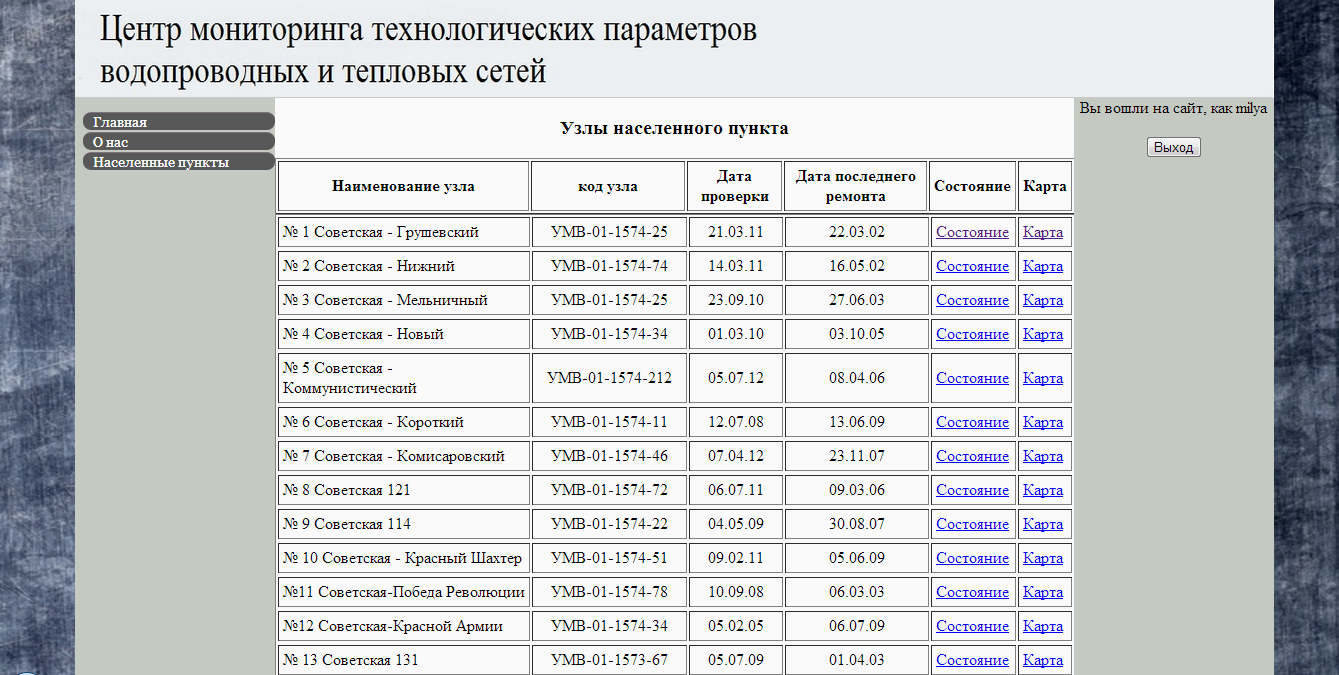 Центр мониторинга технологических параметров
водопроводных и тепловых сетей
Главная
О нас
Населенные пункты
Вы вошли на сайт, как milya
Выход
Узлы населенного пункта
Наименование узла код узла Дата проверки Дата последнего ремонта Состояние Карта
№ 1 Советская - Грушевский УМВ-01-1574-25 21.03.11 22.03.02 Состояние Карта
№ 2 Советская - Нижний УМВ-01-1574-74 14.03.11 16.05.02 Состояние Карта
№ 3 Советская - Мельничный УМВ-01-1574-25 23.09.10 27.06.03 Состояние Карта
№ 4 Советская - Новый УМВ-01-1574-34 01.03.10 03.10.05 Состояние Карта
№ 5 Советская -
Коммунистический УМВ-01-1574-212 05.07.12 08.04.06 Состояние Карта
№ 6 Советская - Короткий УМВ-01-1574-11 12.07.08 13.06.09 Состояние Карта
№ 7 Советская - Комисаровский УМВ-01-1574-46 07.04.12 23.11.07 Состояние Карта
№ 8 Советская 121 УМВ-01-1574-72 06.07.11 09.03.06 Состояние Карта
№ 9 Советская 114 УМВ-01-1574-22 04.05.09 30.08.07 Состояние Карта
№ 10 Советская - Красный Шахтер УМВ-01-1574-51 09.02.11 05.06.09 Состояние Карта
№11 Советская-Победа Революции УМВ-01-1574-78 10.09.08 06.03.03 Состояние Карта
№12 Советская-Красной Армии УМВ-01-1574-34 05.02.05 06.07.09 Состояние Карта
№ 13 Советская 131 УМВ-01-1573-67 05.07.09 01.04.03 Состояние Карта